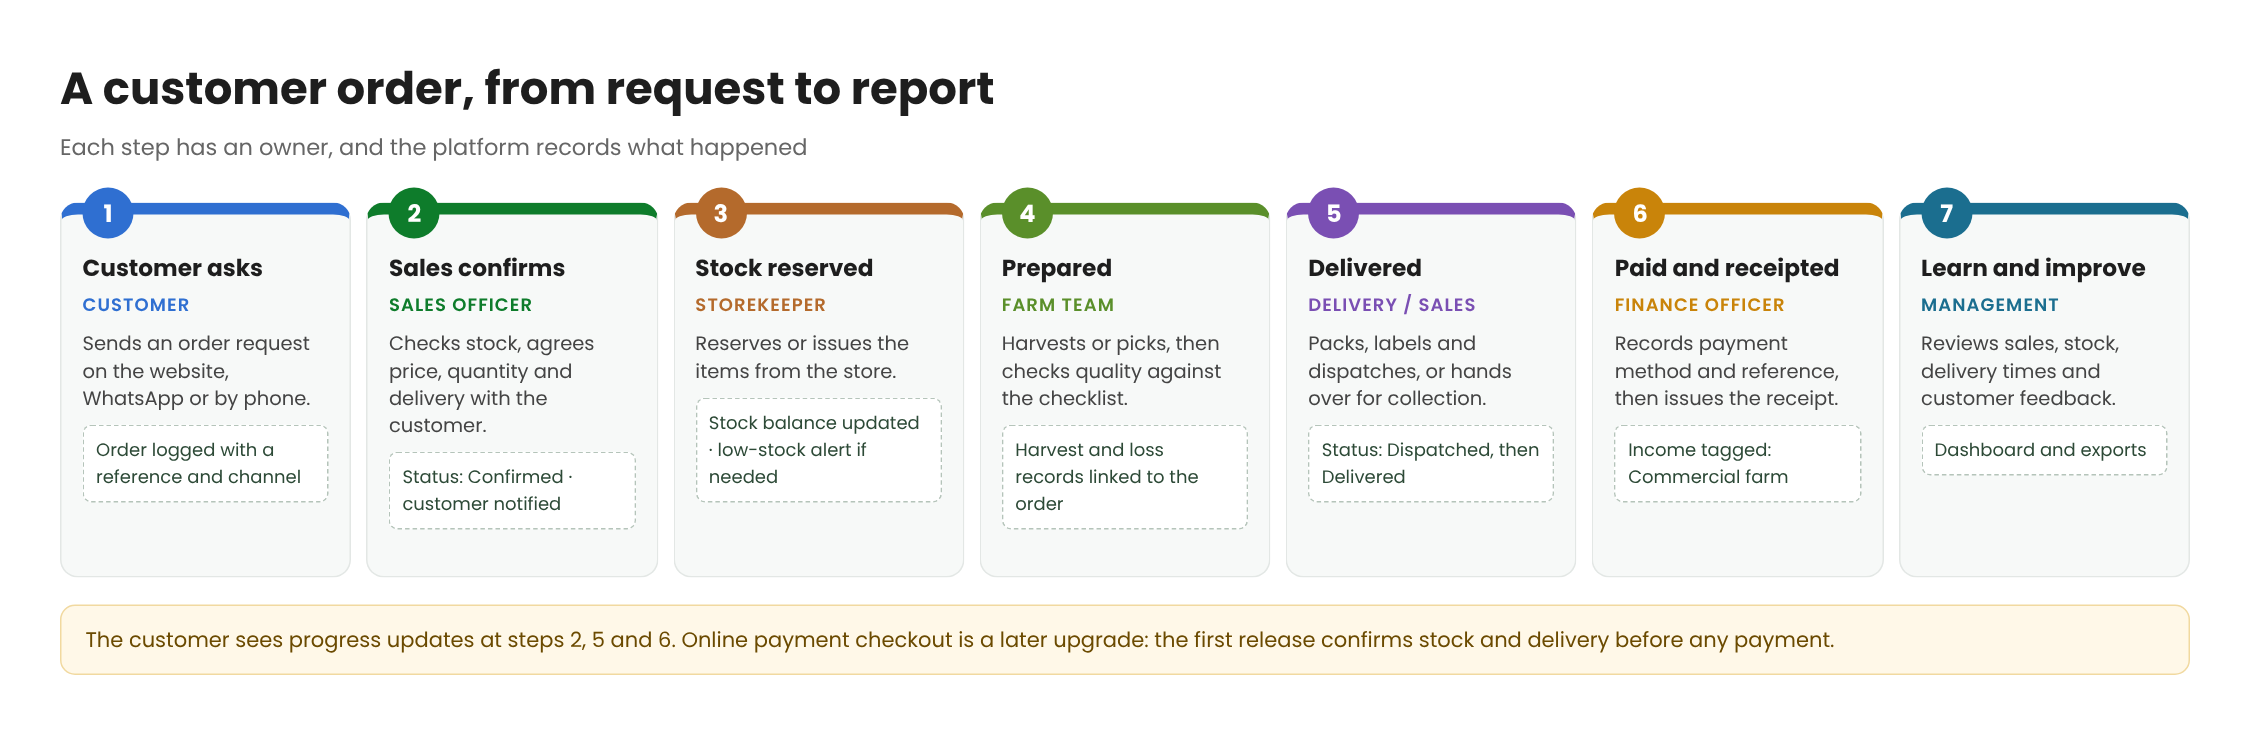 A customer order, from request to report
Each step has an owner, and the platform records what happened
1
Customer asks
CUSTOMER
Sends an order request
on the website,
WhatsApp or by phone.
Order logged with a
reference and channel
2
Sales confirms
SALES OFFICER
Checks stock, agrees
price, quantity and
delivery with the
customer.
Status: Confirmed ·
customer notified
3
Stock reserved
STOREKEEPER
Reserves or issues the
items from the store.
Stock balance updated
· low-stock alert if
needed
4
Prepared
FARM TEAM
Harvests or picks, then
checks quality against
the checklist.
Harvest and loss
records linked to the
order
5
Delivered
DELIVERY / SALES
Packs, labels and
dispatches, or hands
over for collection.
Status: Dispatched, then
Delivered
6
Paid and receipted
FINANCE OFFICER
Records payment
method and reference,
then issues the receipt.
Income tagged:
Commercial farm
7
Learn and improve
MANAGEMENT
Reviews sales, stock,
delivery times and
customer feedback.
Dashboard and exports
The customer sees progress updates at steps 2, 5 and 6. Online payment checkout is a later upgrade: the first release confirms stock and delivery before any payment.